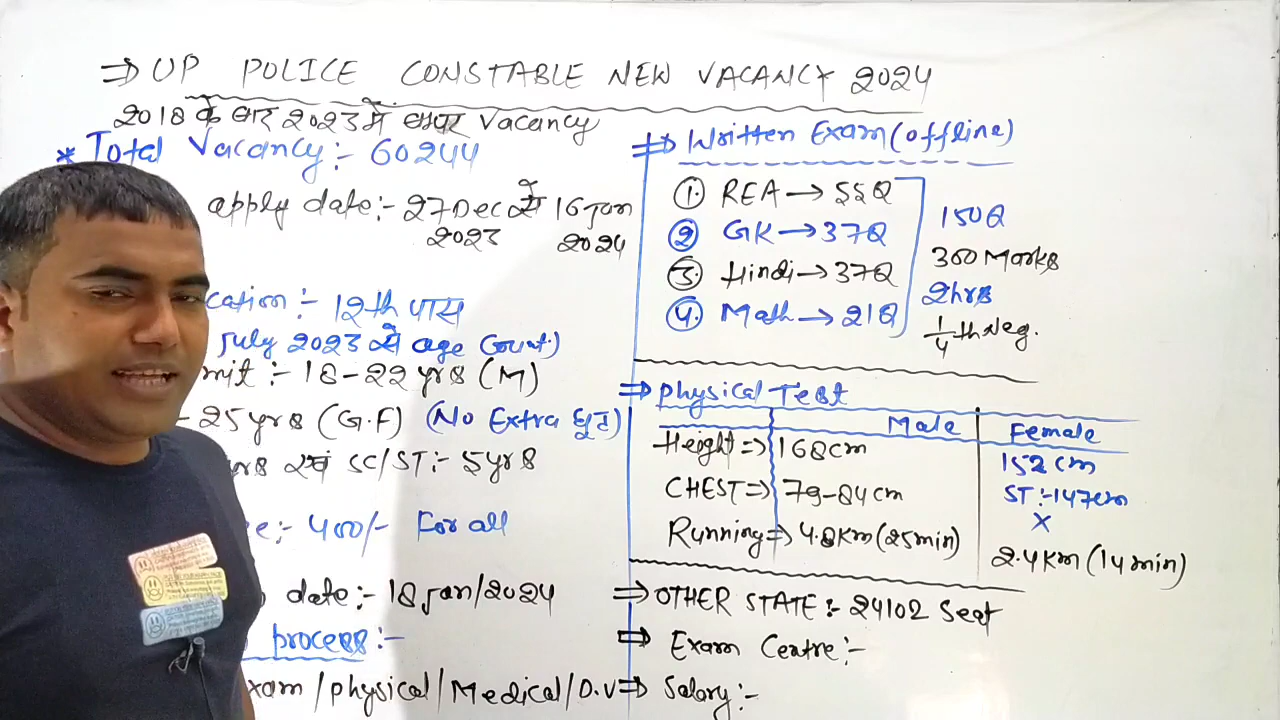 ⇒ UP POLICE CONSTABLE NEW VACANCY 2024
2018 के बाद 2023 में बम्पर Vacancy
* Total Vacancy:- 60244
apply date:- 27 Dec से 16 Jan
2023 2024
cation:- 12th पास
July 2023 से age Count)
mit:- 18-22 yrs (M)
- 25 yrs (G.F) (No Extra छूट)
yrs एवं SC/ST:- 5yrs
e:- 400/- For all
date:- 18 Jan/2024
process:-
xam/physical/Medical/D.V
⇒ Written Exam (offline)
① REA → 55Q
② GK → 37Q
③ Hindi → 37Q
④ Math → 21Q
150Q
300 Marks
2hrs
1/4 th Neg.
⇒ Physical Test
Male Female
Height ⇒ 168cm 152 cm
ST:-147cm
CHEST ⇒ 79-84 cm X
Running ⇒ 4.8Km (25min) 2.4Km (14min)
⇒ OTHER STATE:- 24102 Seat
⇒ Exam Centre:-
⇒ Salary:-